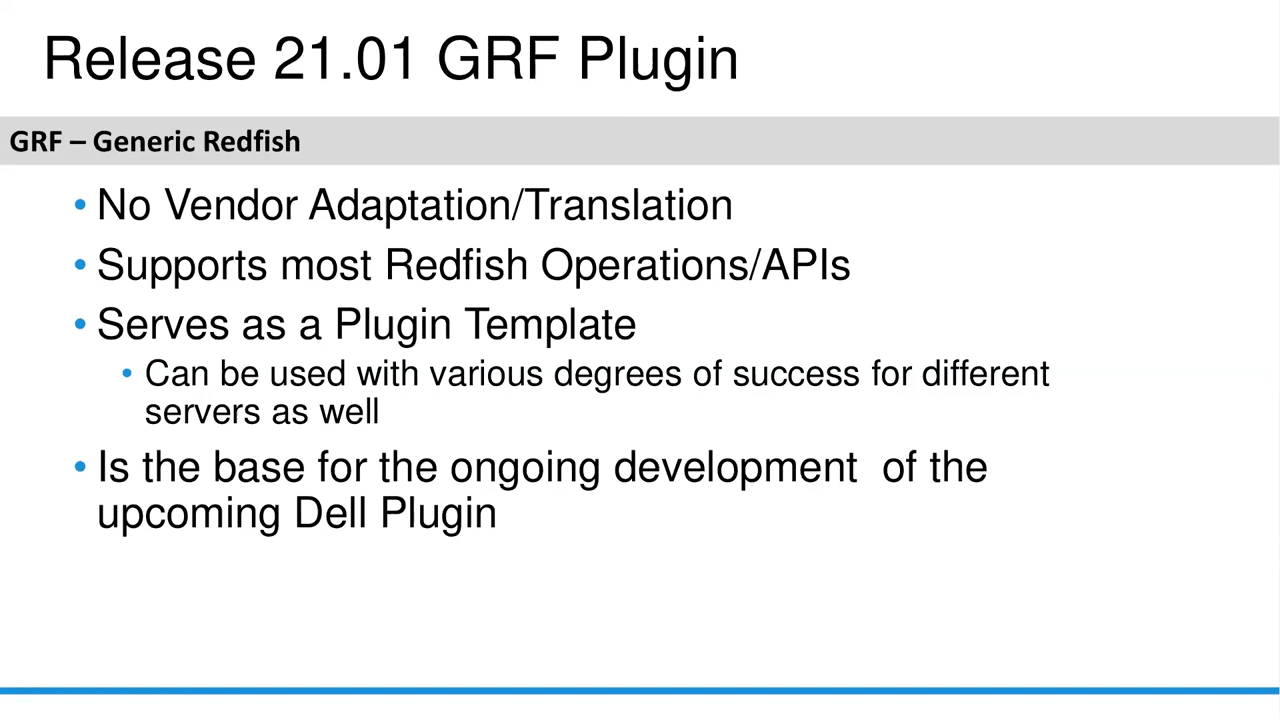 Release 21.01 GRF Plugin
GRF – Generic Redfish
• No Vendor Adaptation/Translation
• Supports most Redfish Operations/APIs
• Serves as a Plugin Template
• Can be used with various degrees of success for different
servers as well
• Is the base for the ongoing development  of the
upcoming Dell Plugin